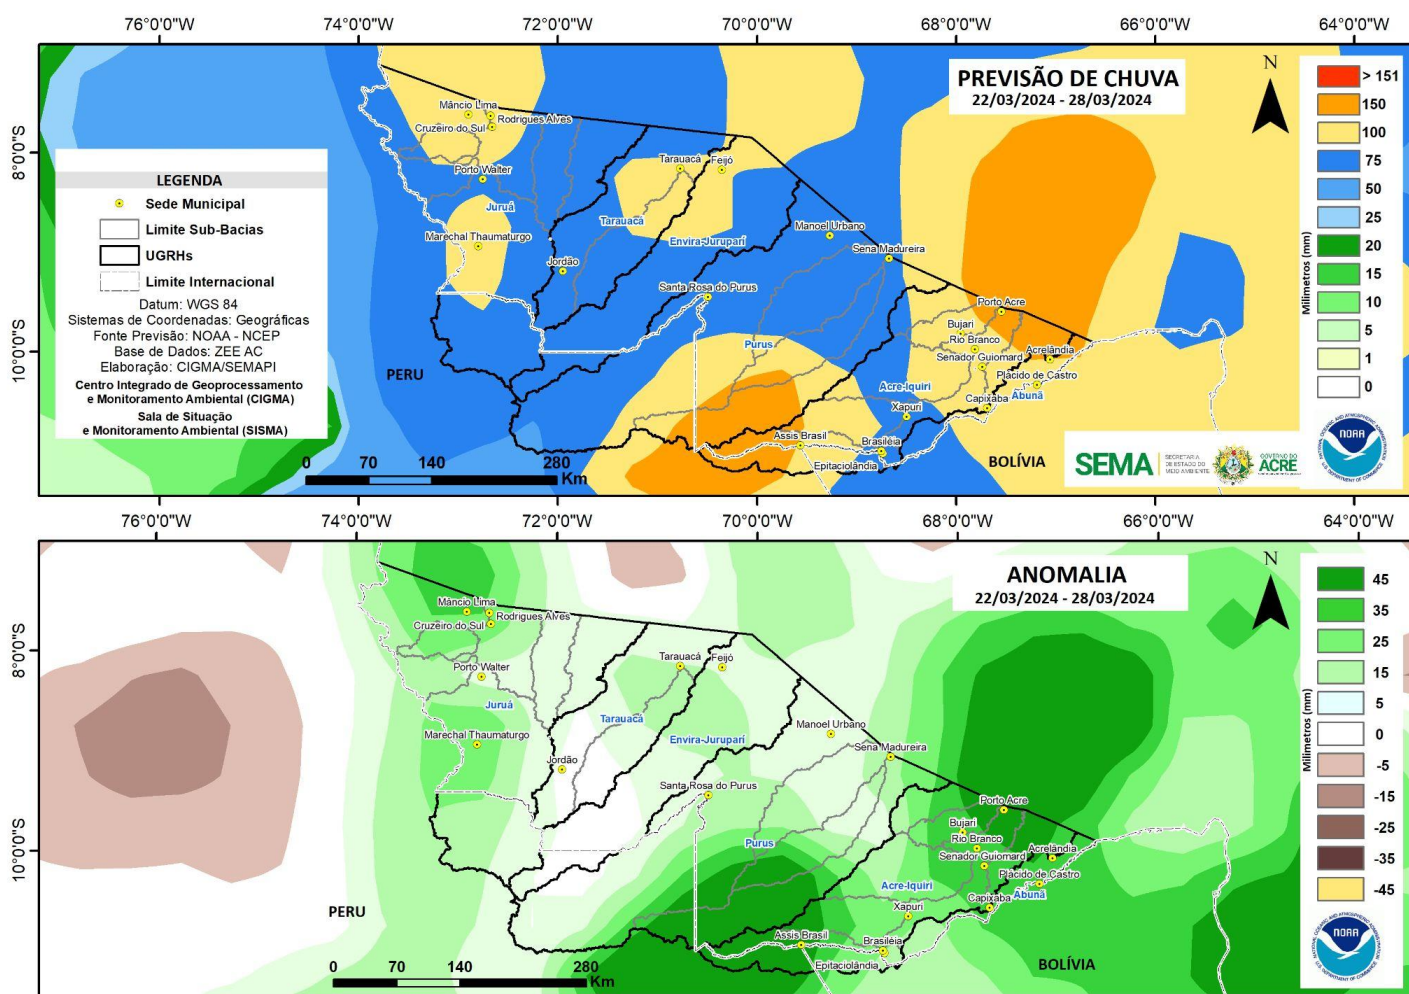 76°0'0"W 74°0'0"W 72°0'0"W 70°0'0"W 68°0'0"W 66°0'0"W 64°0'0"W
PREVISÃO DE CHUVA
22/03/2024 - 28/03/2024
N
Milimetros (mm)
> 151
150
100
75
50
25
20
15
10
5
1
0
8°0'0"S
10°0'0"S
LEGENDA
Sede Municipal
Limite Sub-Bacias
UGRHs
Limite Internacional
Datum: WGS 84
Sistemas de Coordenadas: Geográficas
Fonte Previsão: NOAA - NCEP
Base de Dados: ZEE AC
Elaboração: CIGMA/SEMAPI
Centro Integrado de Geoprocessamento
e Monitoramento Ambiental (CIGMA)
Sala de Situação
e Monitoramento Ambiental (SISMA)
Mâncio Lima
Rodrigues Alves
Cruzeiro do Sul
Porto Walter
Juruá
Marechal Thaumaturgo
Tarauacá
Feijó
Tarauacá
Jordão
Envira-Juruparí
Manoel Urbano
Sena Madureira
Santa Rosa do Purus
Purus
Porto Acre
Bujari
Rio Branco
Senador Guiomard
Acrelândia
Plácido de Castro
Abunã
Capixaba
Acre-Iquiri
Xapuri
Assis Brasil
Brasiléia
Epitaciolândia
PERU
BOLÍVIA
0 70 140 280
Km
SEMA
SECRETARIA
DE ESTADO DO
MEIO AMBIENTE
GOVERNO DO
ACRE
NOAA
76°0'0"W 74°0'0"W 72°0'0"W 70°0'0"W 68°0'0"W 66°0'0"W 64°0'0"W
ANOMALIA
22/03/2024 - 28/03/2024
N
Milimetros (mm)
45
35
25
15
5
0
-5
-15
-25
-35
-45
8°0'0"S
10°0'0"S
Mâncio Lima
Rodrigues Alves
Cruzeiro do Sul
Porto Walter
Juruá
Marechal Thaumaturgo
Tarauacá
Feijó
Tarauacá
Jordão
Envira-Juruparí
Manoel Urbano
Sena Madureira
Santa Rosa do Purus
Purus
Porto Acre
Bujari
Rio Branco
Senador Guiomard
Acrelândia
Plácido de Castro
Abunã
Capixaba
Acre-Iquiri
Xapuri
Assis Brasil
Brasiléia
Epitaciolândia
PERU
BOLÍVIA
0 70 140 280
Km
NOAA